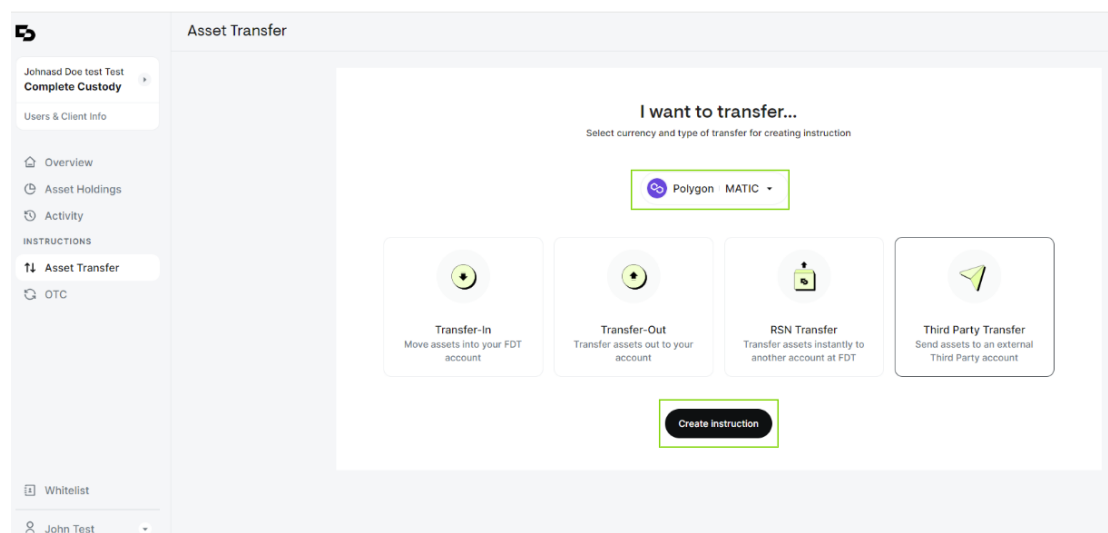 Asset Transfer
Johnasd Doe test Test
Complete Custody
Users & Client Info
Overview
Asset Holdings
Activity
INSTRUCTIONS
Asset Transfer
OTC
Whitelist
John Test
I want to transfer...
Select currency and type of transfer for creating instruction
Polygon MATIC
Transfer-In
Move assets into your FDT
account
Transfer-Out
Transfer assets out to your
account
RSN Transfer
Transfer assets instantly to
another account at FDT
Third Party Transfer
Send assets to an external
Third Party account
Create instruction